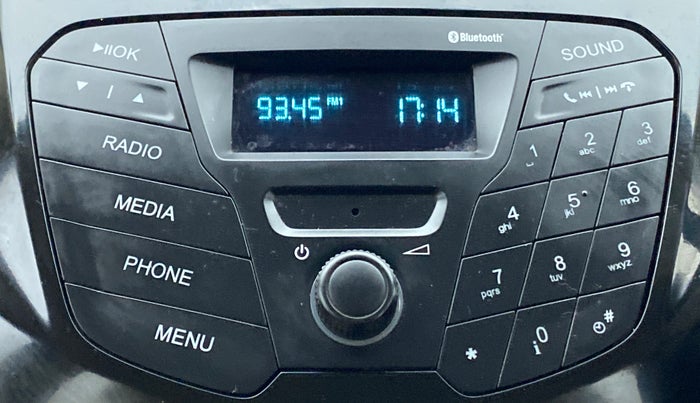 Bluetooth
▶IIOK
SOUND
▼ | ▲
93.45 FM1 17:14
RADIO
MEDIA
PHONE
MENU
1
2 abc
3 def
4 ghi
5 jkl
6 mno
7 pqrs
8 tuv
9 wxyz
*
0 i
#